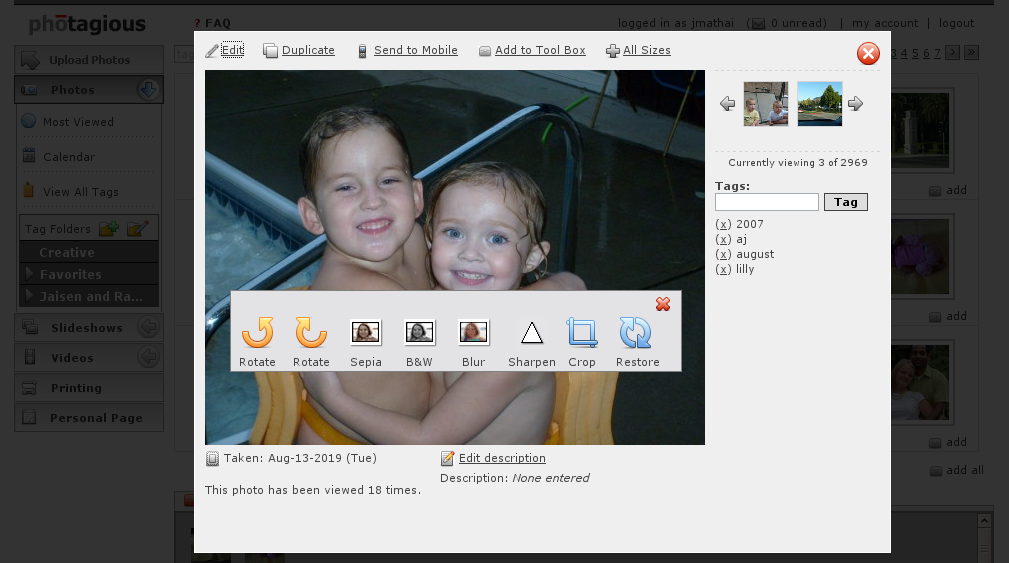 photagious
? FAQ
logged in as jmathai ( 0 unread) | my account | logout
Upload Photos
Photos
Most Viewed
Calendar
View All Tags
Tag Folders
Creative
Favorites
Jaisen and Ra...
Slideshows
Videos
Printing
Personal Page
Edit
Duplicate
Send to Mobile
Add to Tool Box
All Sizes
3 4 5 6 7 > »
Currently viewing 3 of 2969
Tags:
Tag
(x) 2007
(x) aj
(x) august
(x) lilly
Rotate
Rotate
Sepia
B&W
Blur
Sharpen
Crop
Restore
Taken: Aug-13-2019 (Tue)
Edit description
Description: None entered
This photo has been viewed 18 times.
add
add
add
add all